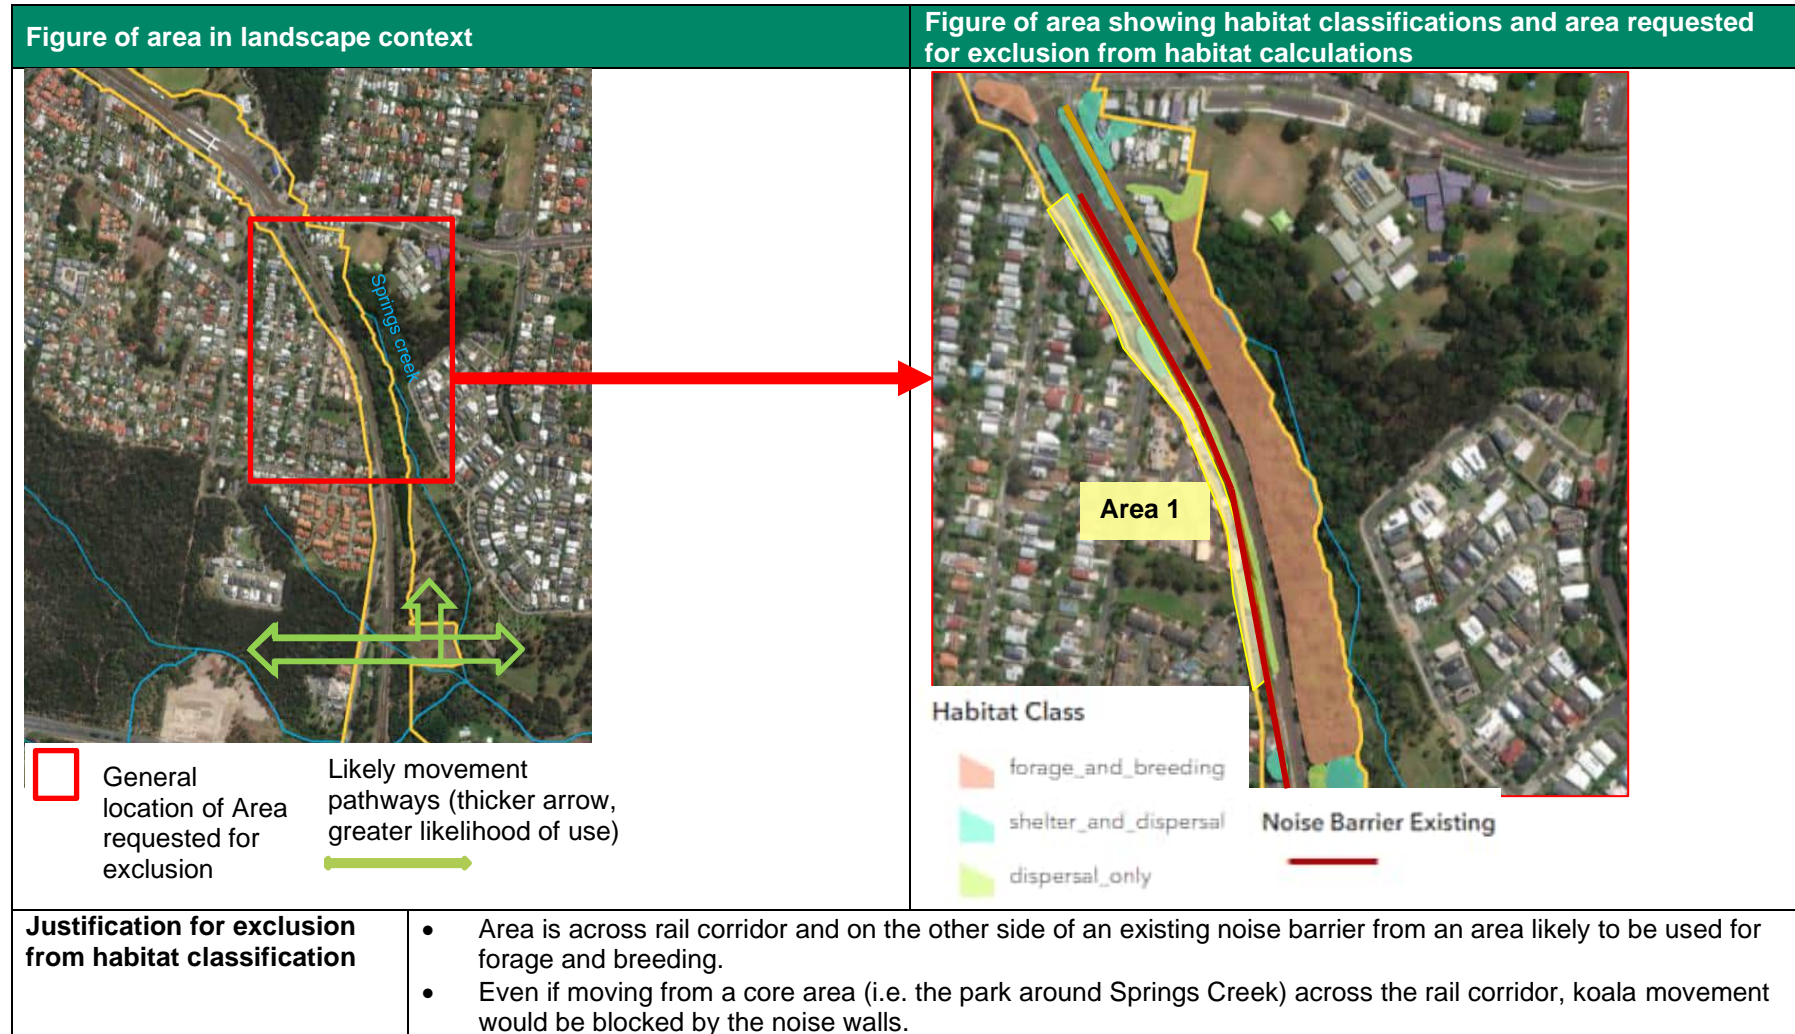 Figure of area in landscape context
Figure of area showing habitat classifications and area requested
for exclusion from habitat calculations
Springs creek
Area 1
General
location of Area
requested for
exclusion
Likely movement
pathways (thicker arrow,
greater likelihood of use)
Habitat Class
forage_and_breeding
shelter_and_dispersal
dispersal_only
Noise Barrier Existing
Justification for exclusion
from habitat classification
• Area is across rail corridor and on the other side of an existing noise barrier from an area likely to be used for
forage and breeding.
• Even if moving from a core area (i.e. the park around Springs Creek) across the rail corridor, koala movement
would be blocked by the noise walls.